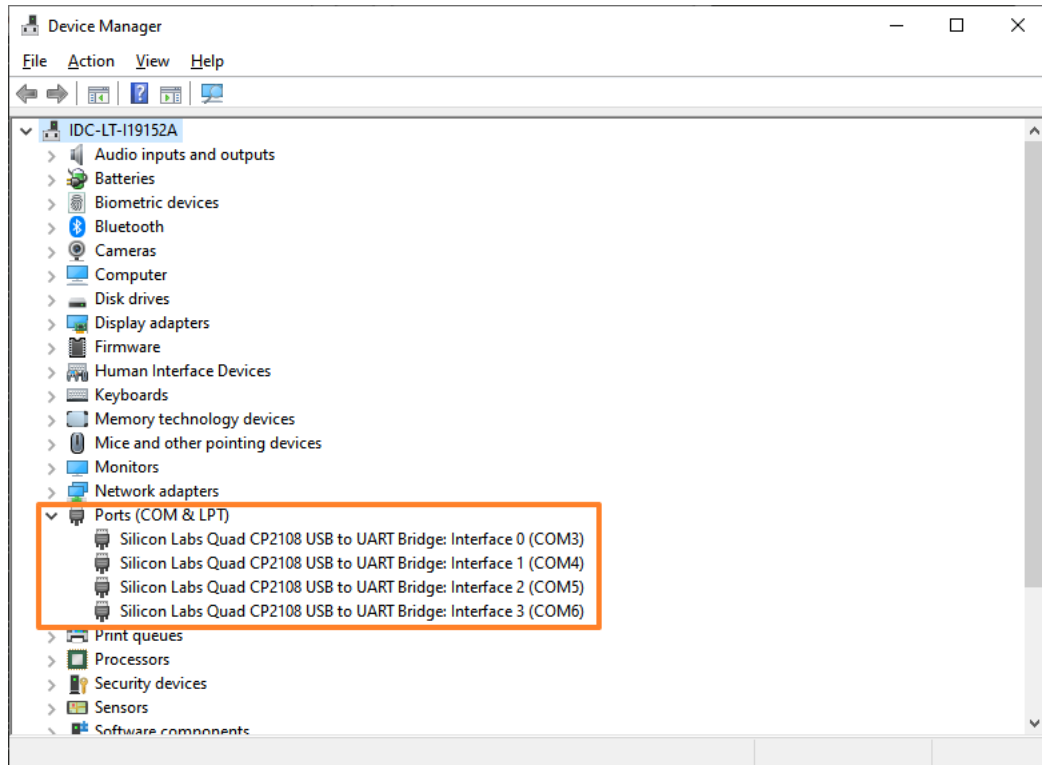 Device Manager
File Action View Help
IDC-LT-I19152A
Audio inputs and outputs
Batteries
Biometric devices
Bluetooth
Cameras
Computer
Disk drives
Display adapters
Firmware
Human Interface Devices
Keyboards
Memory technology devices
Mice and other pointing devices
Monitors
Network adapters
Ports (COM & LPT)
Silicon Labs Quad CP2108 USB to UART Bridge: Interface 0 (COM3)
Silicon Labs Quad CP2108 USB to UART Bridge: Interface 1 (COM4)
Silicon Labs Quad CP2108 USB to UART Bridge: Interface 2 (COM5)
Silicon Labs Quad CP2108 USB to UART Bridge: Interface 3 (COM6)
Print queues
Processors
Security devices
Sensors
Software components